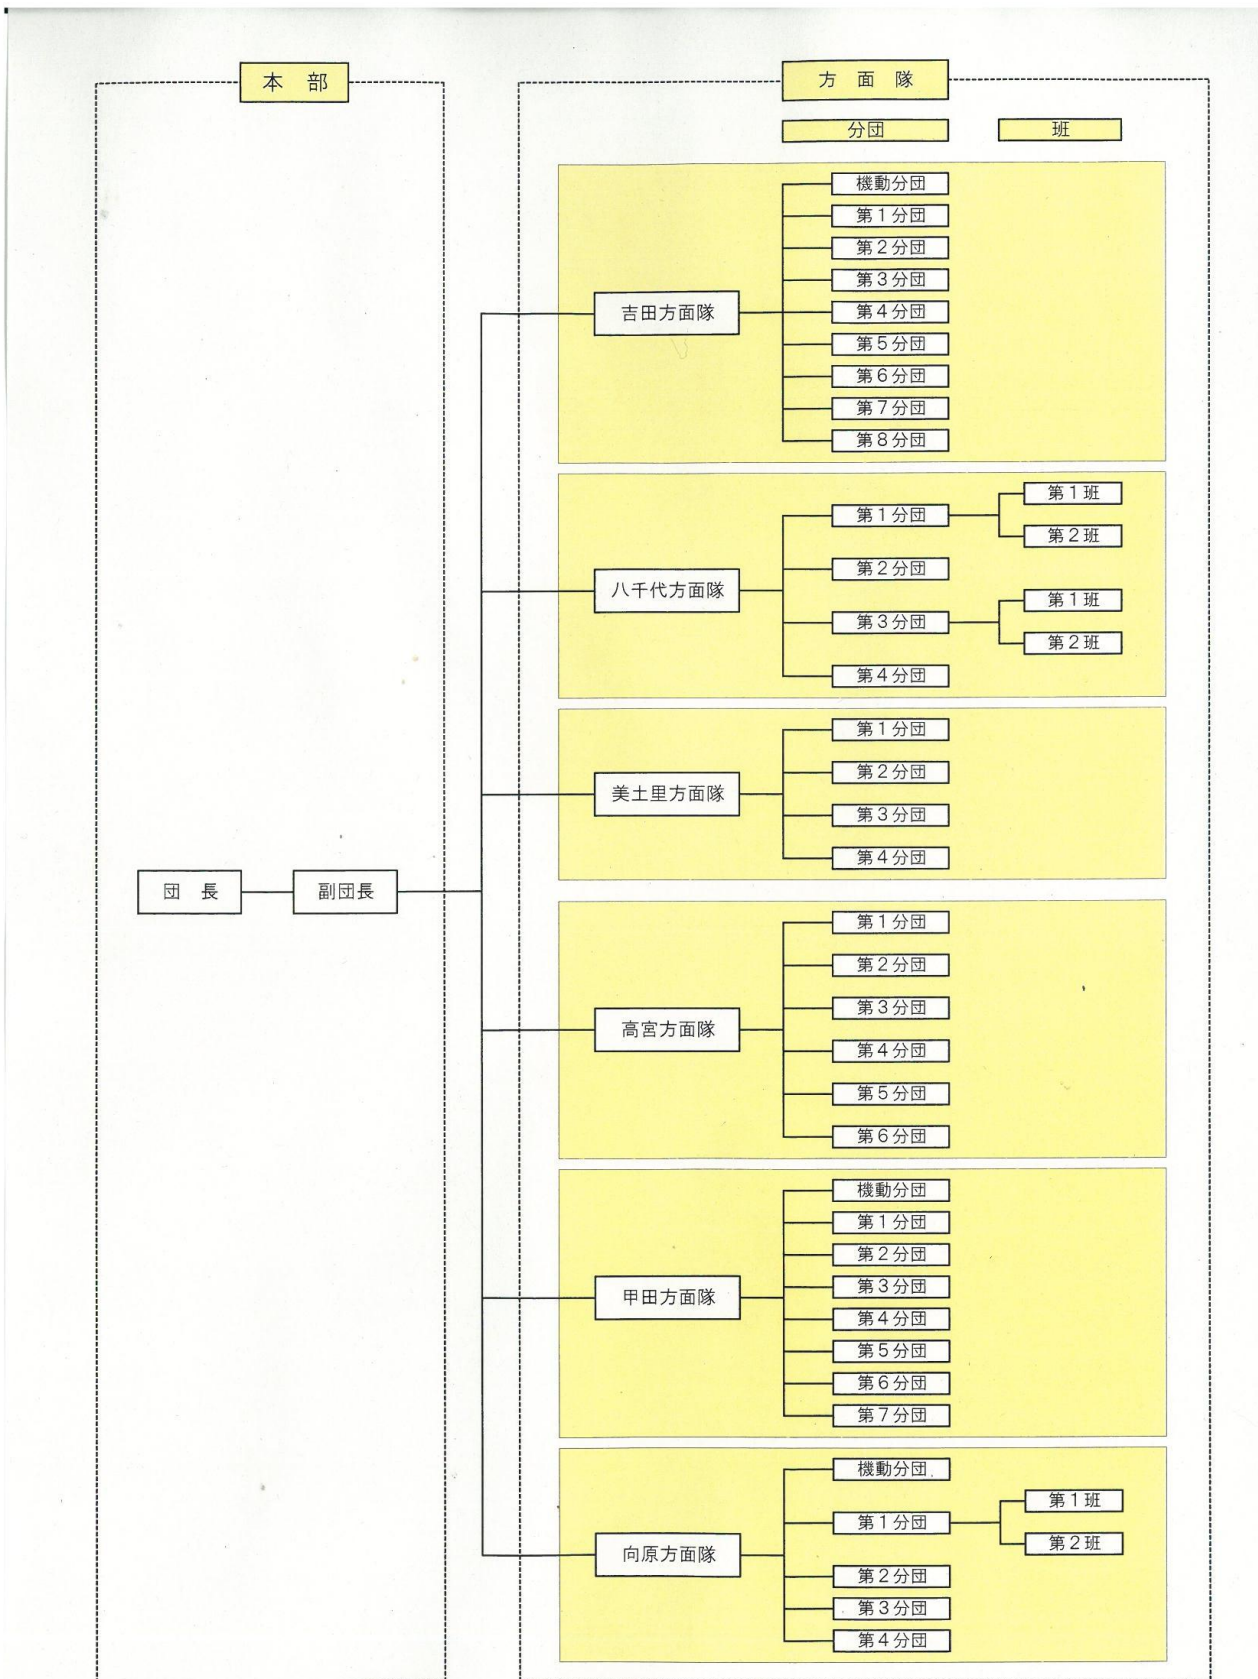 本　部
方　面　隊
分団
班
機動分団
第１分団
第２分団
第３分団
吉田方面隊
第４分団
第５分団
第６分団
第７分団
第８分団
第１分団
第１班
第２班
八千代方面隊
第２分団
第３分団
第１班
第２班
第４分団
美土里方面隊
第１分団
第２分団
第３分団
第４分団
団　長
副団長
高宮方面隊
第１分団
第２分団
第３分団
第４分団
第５分団
第６分団
甲田方面隊
機動分団
第１分団
第２分団
第３分団
第４分団
第５分団
第６分団
第７分団
向原方面隊
機動分団
第１分団
第１班
第２班
第２分団
第３分団
第４分団